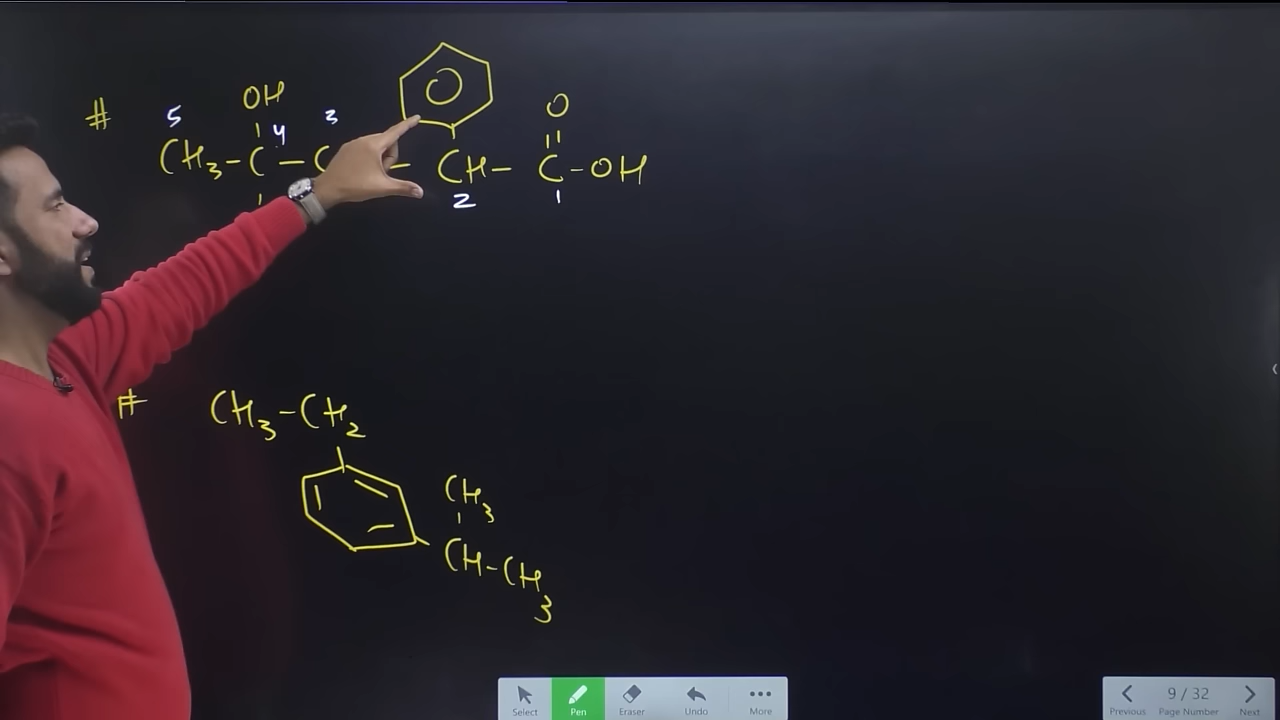 #
5 OH 4 3 O
CH3-C-C - CH- C-OH
2 1
#
CH3-CH2
CH3
CH-CH3
Select Pen Eraser Undo More
9 / 32
Previous Page Number Next